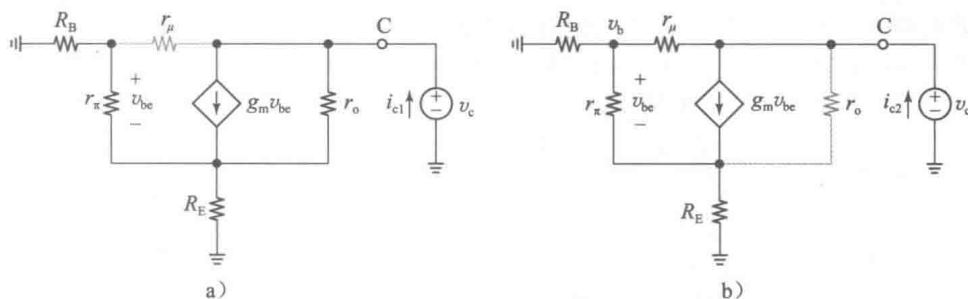 R_B r_μ C
r_π + v_be − g_m v_be r_o i_c1 + − v_c
R_E
a）
R_B v_b r_μ C
r_π + v_be − g_m v_be r_o i_c2 + − v_c
R_E
b）